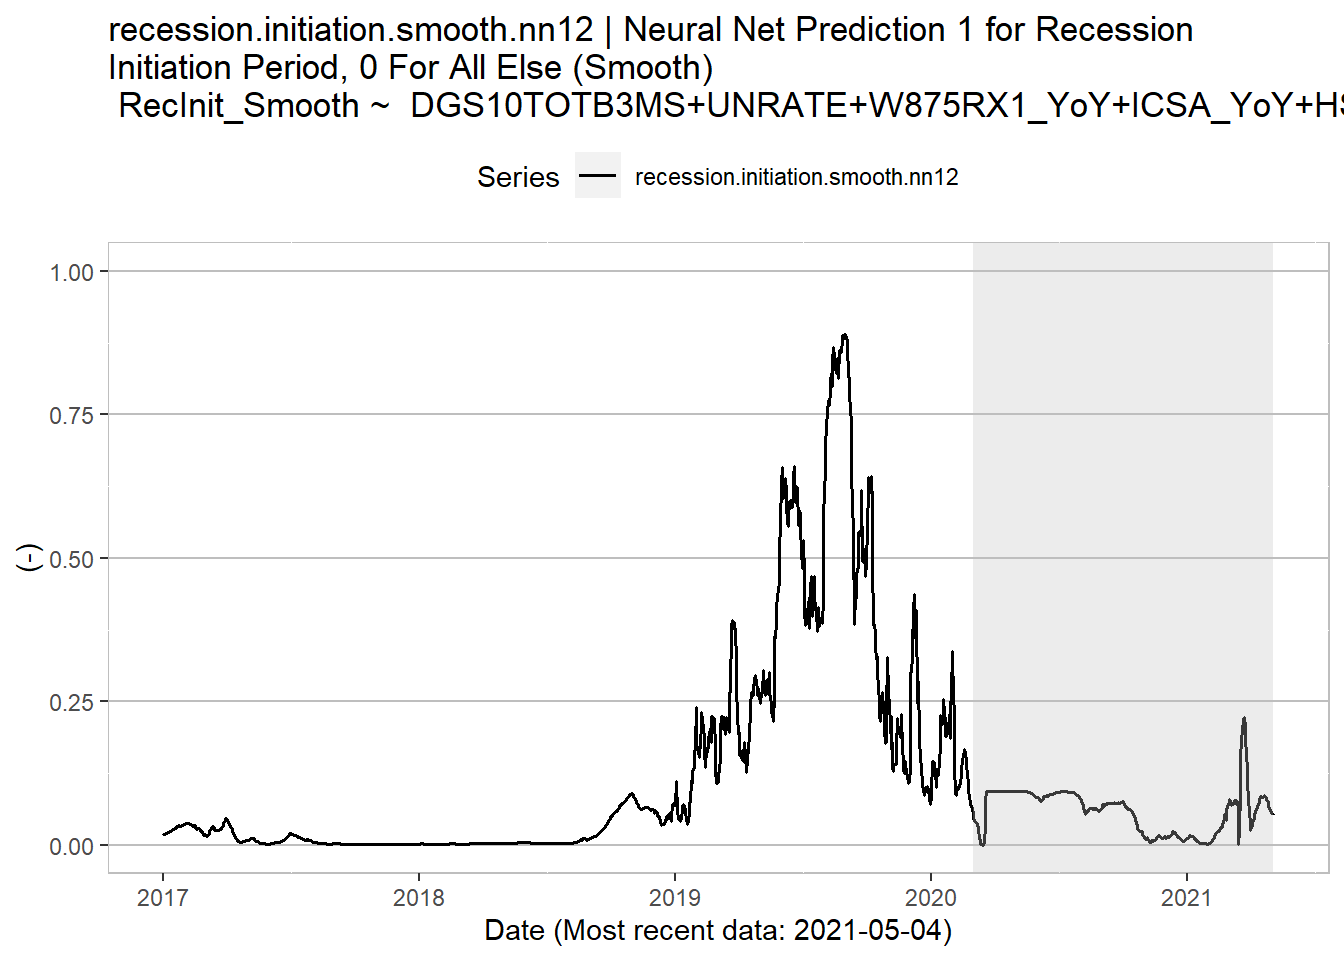 recession.initiation.smooth.nn12 | Neural Net Prediction 1 for Recession
Initiation Period, 0 For All Else (Smooth)
RecInit_Smooth ~ DGS10TOTB3MS+UNRATE+W875RX1_YoY+ICSA_YoY+HS
Series recession.initiation.smooth.nn12
1.00
0.75
0.50
0.25
0.00
(-)
2017 2018 2019 2020 2021
Date (Most recent data: 2021-05-04)